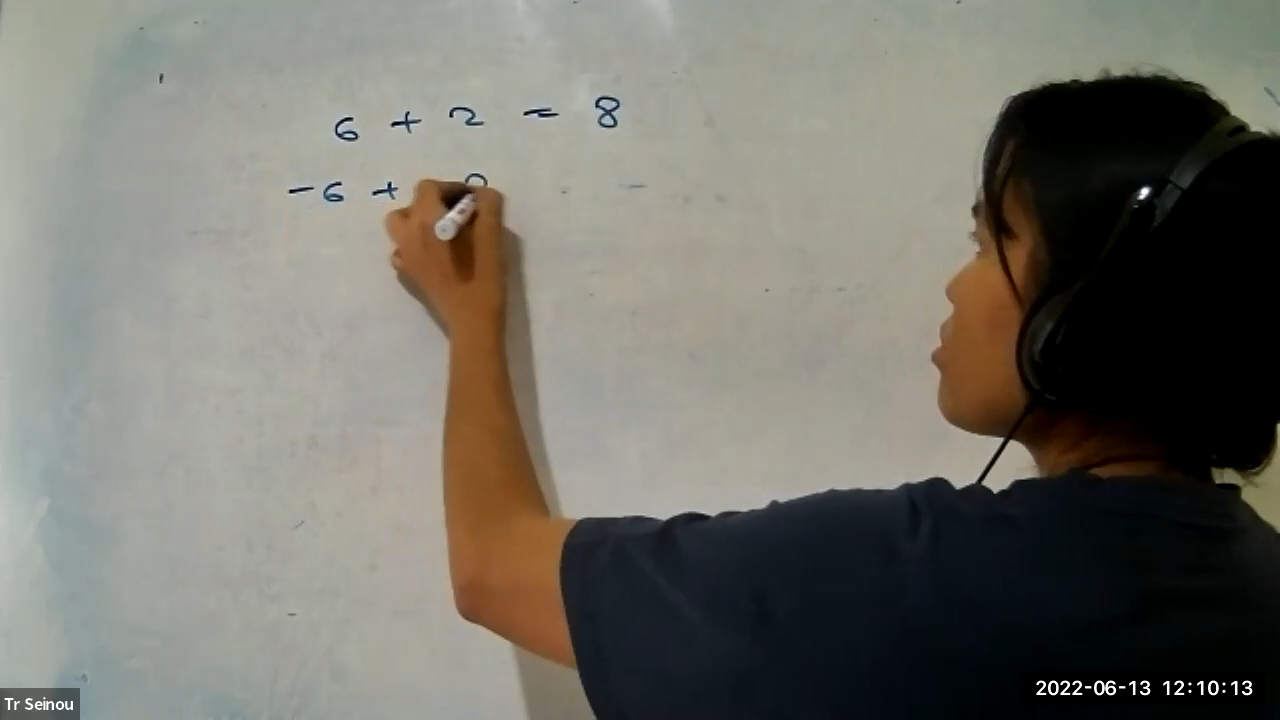 6 + 2 = 8
-6 +
Tr Seinou
2022-06-13 12:10:13